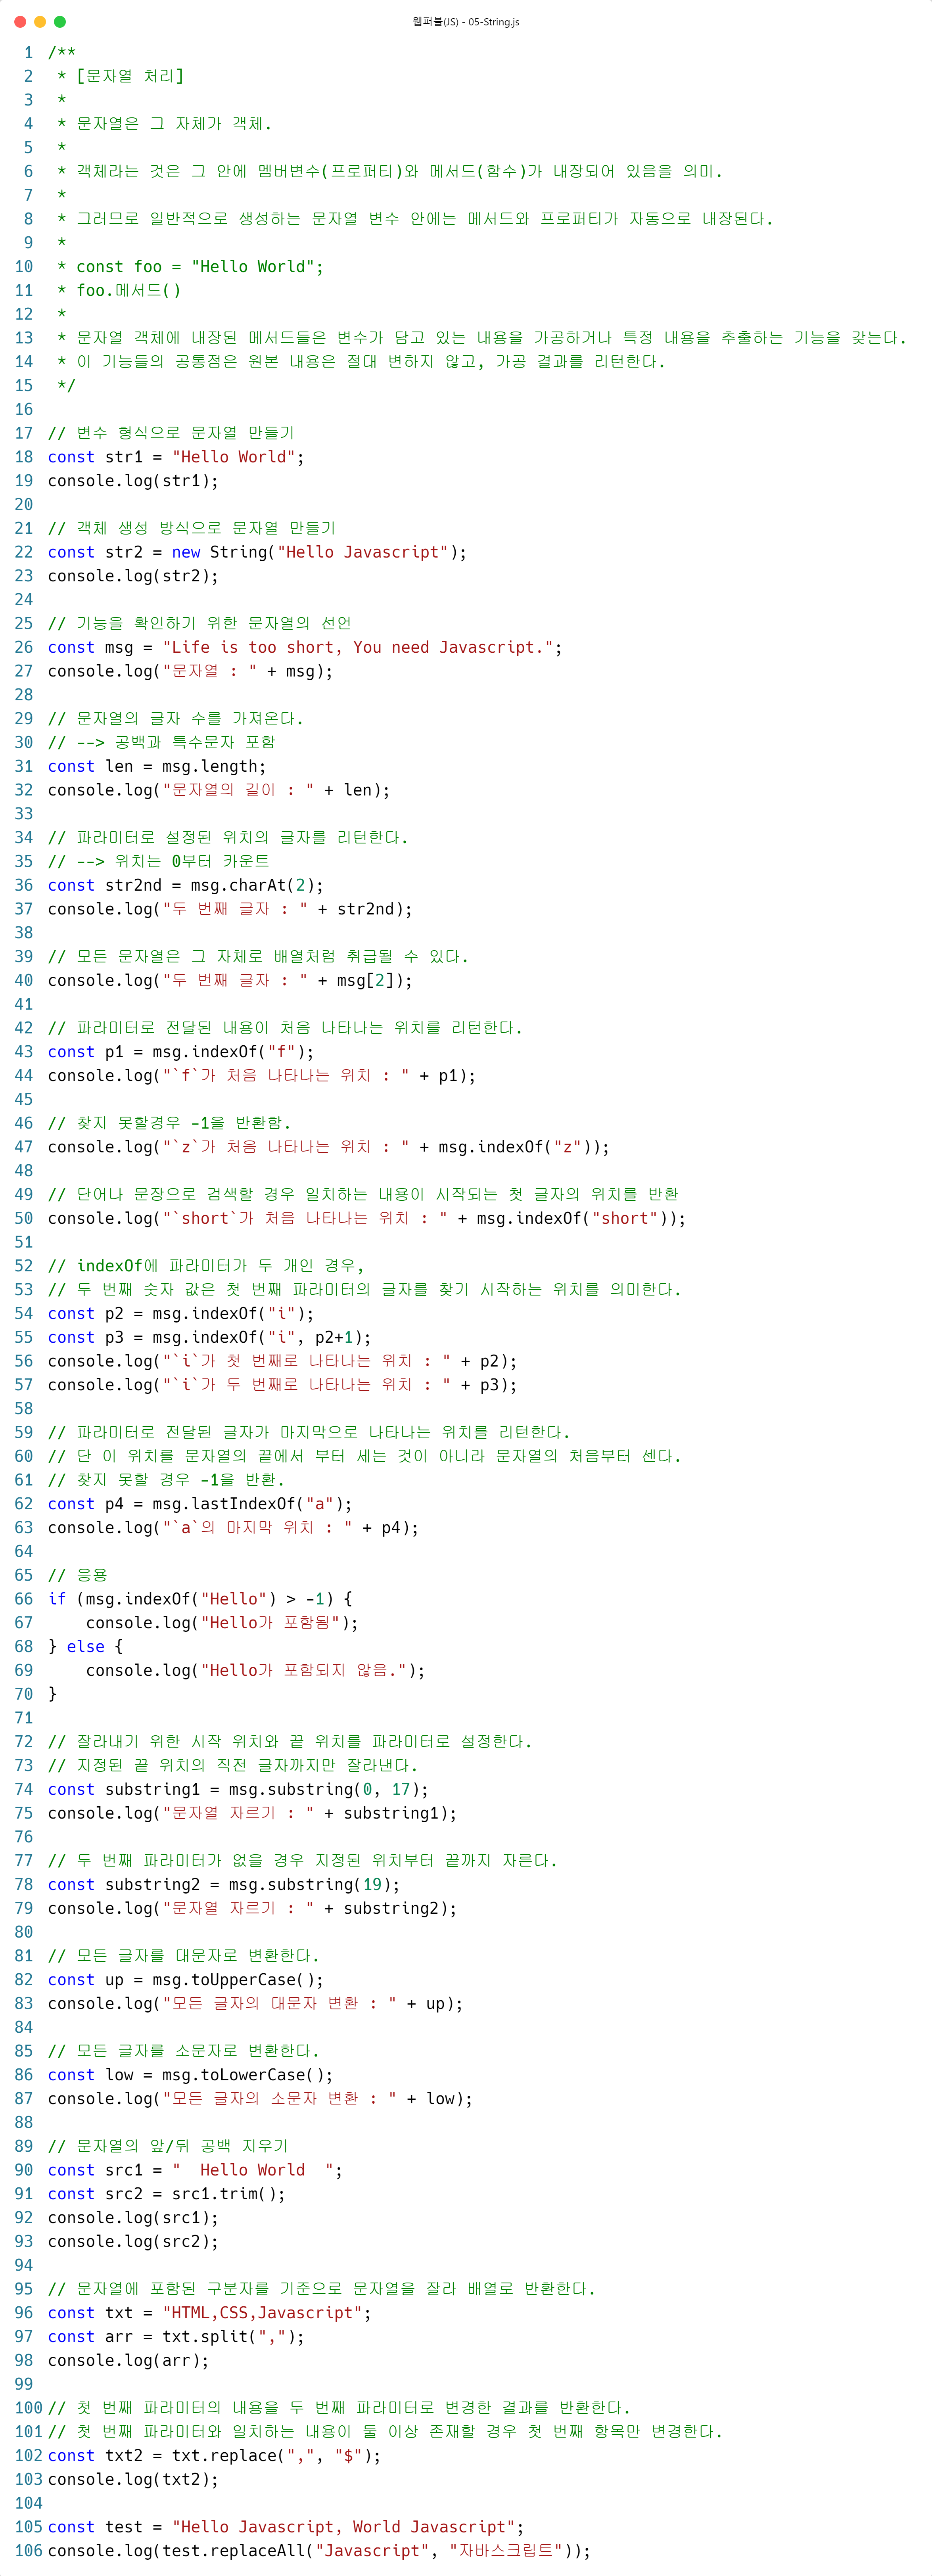 웹퍼블(JS) - 05-String.js
1 /**
2  * [문자열 처리]
3  *
4  * 문자열은 그 자체가 객체.
5  *
6  * 객체라는 것은 그 안에 멤버변수(프로퍼티)와 메서드(함수)가 내장되어 있음을 의미.
7  *
8  * 그러므로 일반적으로 생성하는 문자열 변수 안에는 메서드와 프로퍼티가 자동으로 내장된다.
9  *
10  * const foo = "Hello World";
11  * foo.메서드()
12  *
13  * 문자열 객체에 내장된 메서드들은 변수가 담고 있는 내용을 가공하거나 특정 내용을 추출하는 기능을 갖는다.
14  * 이 기능들의 공통점은 원본 내용은 절대 변하지 않고, 가공 결과를 리턴한다.
15  */
16
17 // 변수 형식으로 문자열 만들기
18 const str1 = "Hello World";
19 console.log(str1);
20
21 // 객체 생성 방식으로 문자열 만들기
22 const str2 = new String("Hello Javascript");
23 console.log(str2);
24
25 // 기능을 확인하기 위한 문자열의 선언
26 const msg = "Life is too short, You need Javascript.";
27 console.log("문자열 : " + msg);
28
29 // 문자열의 글자 수를 가져온다.
30 // --> 공백과 특수문자 포함
31 const len = msg.length;
32 console.log("문자열의 길이 : " + len);
33
34 // 파라미터로 설정된 위치의 글자를 리턴한다.
35 // --> 위치는 0부터 카운트
36 const str2nd = msg.charAt(2);
37 console.log("두 번째 글자 : " + str2nd);
38
39 // 모든 문자열은 그 자체로 배열처럼 취급될 수 있다.
40 console.log("두 번째 글자 : " + msg[2]);
41
42 // 파라미터로 전달된 내용이 처음 나타나는 위치를 리턴한다.
43 const p1 = msg.indexOf("f");
44 console.log("`f`가 처음 나타나는 위치 : " + p1);
45
46 // 찾지 못할경우 -1을 반환함.
47 console.log("`z`가 처음 나타나는 위치 : " + msg.indexOf("z"));
48
49 // 단어나 문장으로 검색할 경우 일치하는 내용이 시작되는 첫 글자의 위치를 반환
50 console.log("`short`가 처음 나타나는 위치 : " + msg.indexOf("short"));
51
52 // indexOf에 파라미터가 두 개인 경우,
53 // 두 번째 숫자 값은 첫 번째 파라미터의 글자를 찾기 시작하는 위치를 의미한다.
54 const p2 = msg.indexOf("i");
55 const p3 = msg.indexOf("i", p2+1);
56 console.log("`i`가 첫 번째로 나타나는 위치 : " + p2);
57 console.log("`i`가 두 번째로 나타나는 위치 : " + p3);
58
59 // 파라미터로 전달된 글자가 마지막으로 나타나는 위치를 리턴한다.
60 // 단 이 위치를 문자열의 끝에서 부터 세는 것이 아니라 문자열의 처음부터 센다.
61 // 찾지 못할 경우 -1을 반환.
62 const p4 = msg.lastIndexOf("a");
63 console.log("`a`의 마지막 위치 : " + p4);
64
65 // 응용
66 if (msg.indexOf("Hello") > -1) {
67     console.log("Hello가 포함됨");
68 } else {
69     console.log("Hello가 포함되지 않음.");
70 }
71
72 // 잘라내기 위한 시작 위치와 끝 위치를 파라미터로 설정한다.
73 // 지정된 끝 위치의 직전 글자까지만 잘라낸다.
74 const substring1 = msg.substring(0, 17);
75 console.log("문자열 자르기 : " + substring1);
76
77 // 두 번째 파라미터가 없을 경우 지정된 위치부터 끝까지 자른다.
78 const substring2 = msg.substring(19);
79 console.log("문자열 자르기 : " + substring2);
80
81 // 모든 글자를 대문자로 변환한다.
82 const up = msg.toUpperCase();
83 console.log("모든 글자의 대문자 변환 : " + up);
84
85 // 모든 글자를 소문자로 변환한다.
86 const low = msg.toLowerCase();
87 console.log("모든 글자의 소문자 변환 : " + low);
88
89 // 문자열의 앞/뒤 공백 지우기
90 const src1 = "  Hello World  ";
91 const src2 = src1.trim();
92 console.log(src1);
93 console.log(src2);
94
95 // 문자열에 포함된 구분자를 기준으로 문자열을 잘라 배열로 반환한다.
96 const txt = "HTML,CSS,Javascript";
97 const arr = txt.split(",");
98 console.log(arr);
99
100 // 첫 번째 파라미터의 내용을 두 번째 파라미터로 변경한 결과를 반환한다.
101 // 첫 번째 파라미터와 일치하는 내용이 둘 이상 존재할 경우 첫 번째 항목만 변경한다.
102 const txt2 = txt.replace(",", "$");
103 console.log(txt2);
104
105 const test = "Hello Javascript, World Javascript";
106 console.log(test.replaceAll("Javascript", "자바스크립트"));